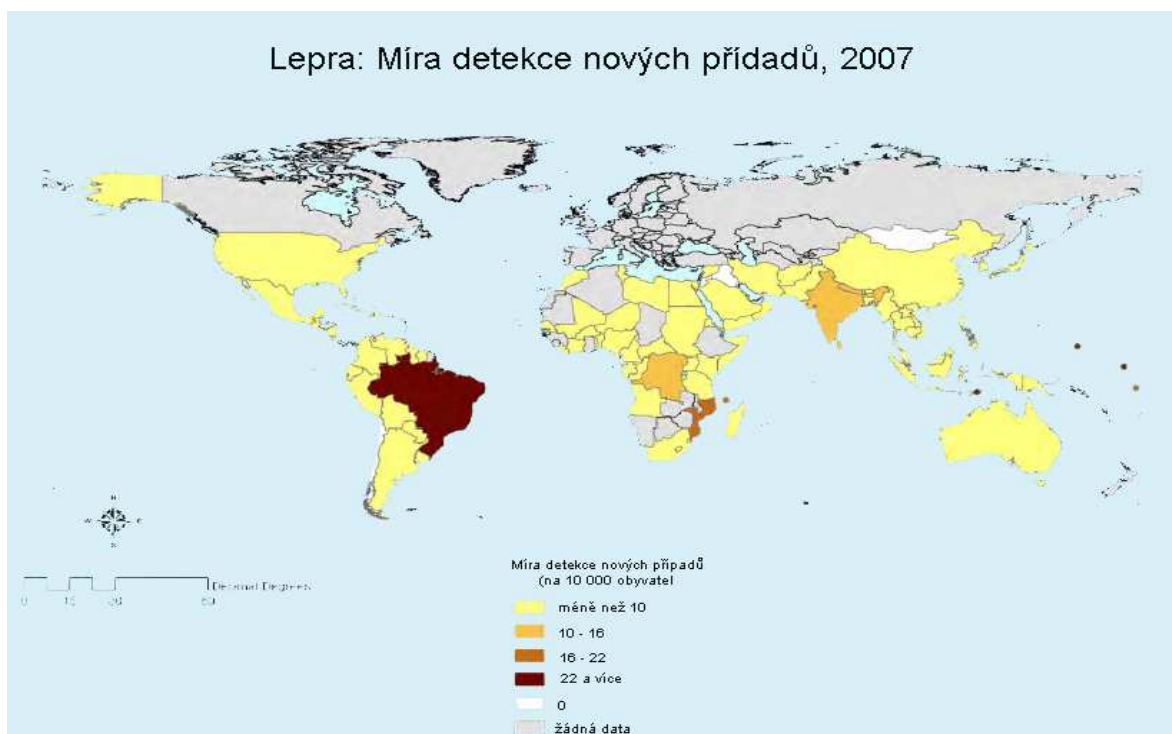 Lepra: Míra detekce nových přídadů, 2007
N
W E
S
Decimal Degrees
0 15 30 60
Míra detekce nových případů
(na 10 000 obyvatel
méně než 10
10 - 16
16 - 22
22 a více
0
žádná data